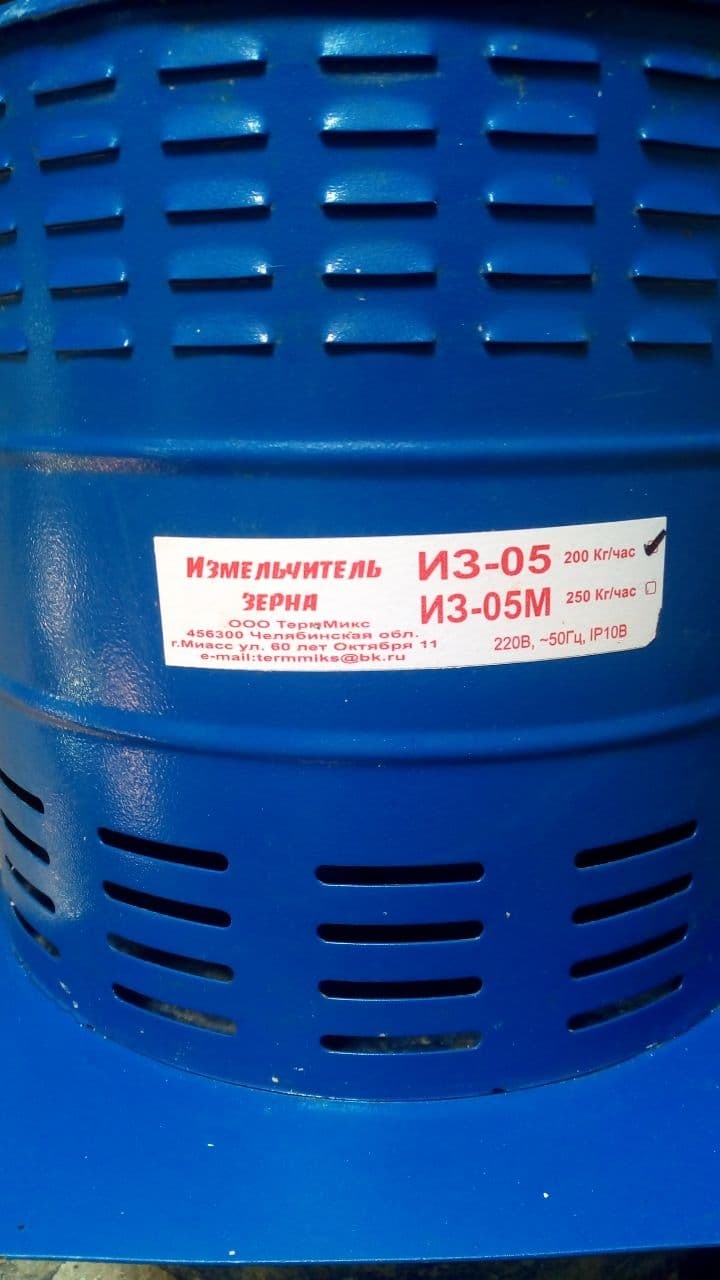 Измельчитель
зерна
ООО ТермМикс
456300 Челябинская обл.
г.Миасс ул. 60 лет Октября 11
e-mail:termmiks@bk.ru
ИЗ-05 200 Кг/час
ИЗ-05М 250 Кг/час
220В, ~50Гц, IP10В